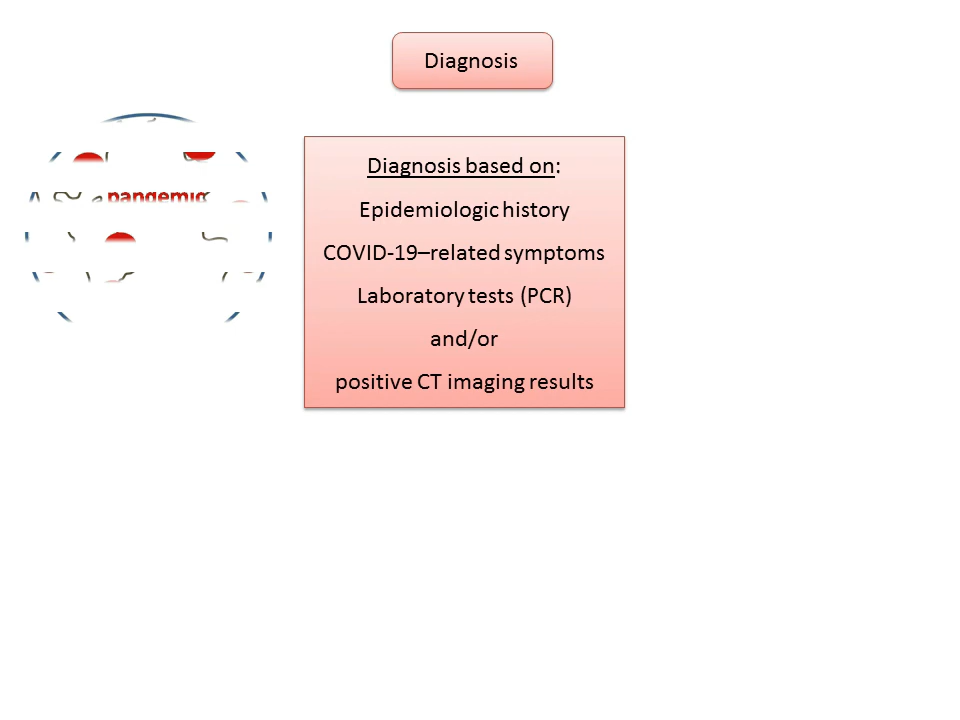 Diagnosis
pandemic
Diagnosis based on:
Epidemiologic history
COVID-19–related symptoms
Laboratory tests (PCR)
and/or
positive CT imaging results